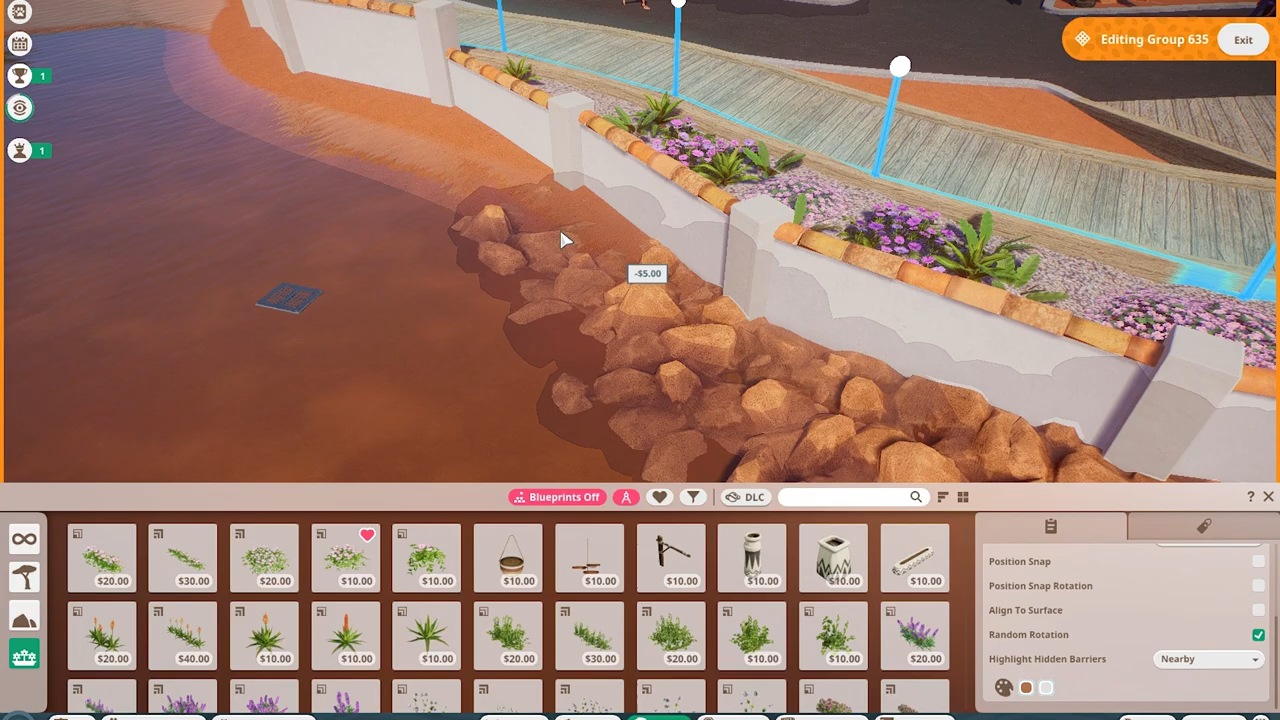 Editing Group 635
Exit
1
1
-$5.00
Blueprints Off
DLC
?
$20.00 $30.00 $20.00 $10.00 $10.00 $10.00 $10.00 $10.00 $10.00 $10.00 $10.00
$20.00 $40.00 $10.00 $10.00 $10.00 $20.00 $30.00 $20.00 $10.00 $10.00 $20.00
Position Snap
Position Snap Rotation
Align To Surface
Random Rotation
Highlight Hidden Barriers Nearby